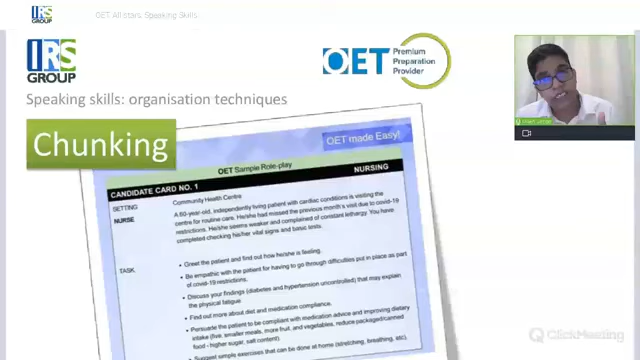 OET All stars: Speaking Skills
IRS
GROUP
IRS
GROUP
OET Premium
Preparation
Provider
Speaking skills: organisation techniques
Chunking
OET made Easy!
OET Sample Role-play
CANDIDATE CARD NO. 1
NURSING
SETTING
Community Health Centre
NURSE
A 60-year-old, independently living patient with cardiac conditions is visiting the
centre for routine care. He/she had missed the previous month's visit due to covid-19
restrictions. He/she seems weaker and complained of constant lethargy. You have
completed checking his/her vital signs and basic tests.
TASK
• Greet the patient and find out how he/she is feeling.
• Be empathic with the patient for having to go through difficulties put in place as part
of covid-19 restrictions.
• Discuss your findings (diabetes and hypertension uncontrolled) that may explain
the physical fatigue
• Find out more about diet and medication compliance.
• Persuade the patient to be compliant with medication advice and improving dietary
intake (five, smaller meals, more fruit, and vegetables, reduce packaged/canned
food - higher sugar, salt content)
• Suggest simple exercises that can be done at home (stretching, breathing, etc).
ClickMeeting